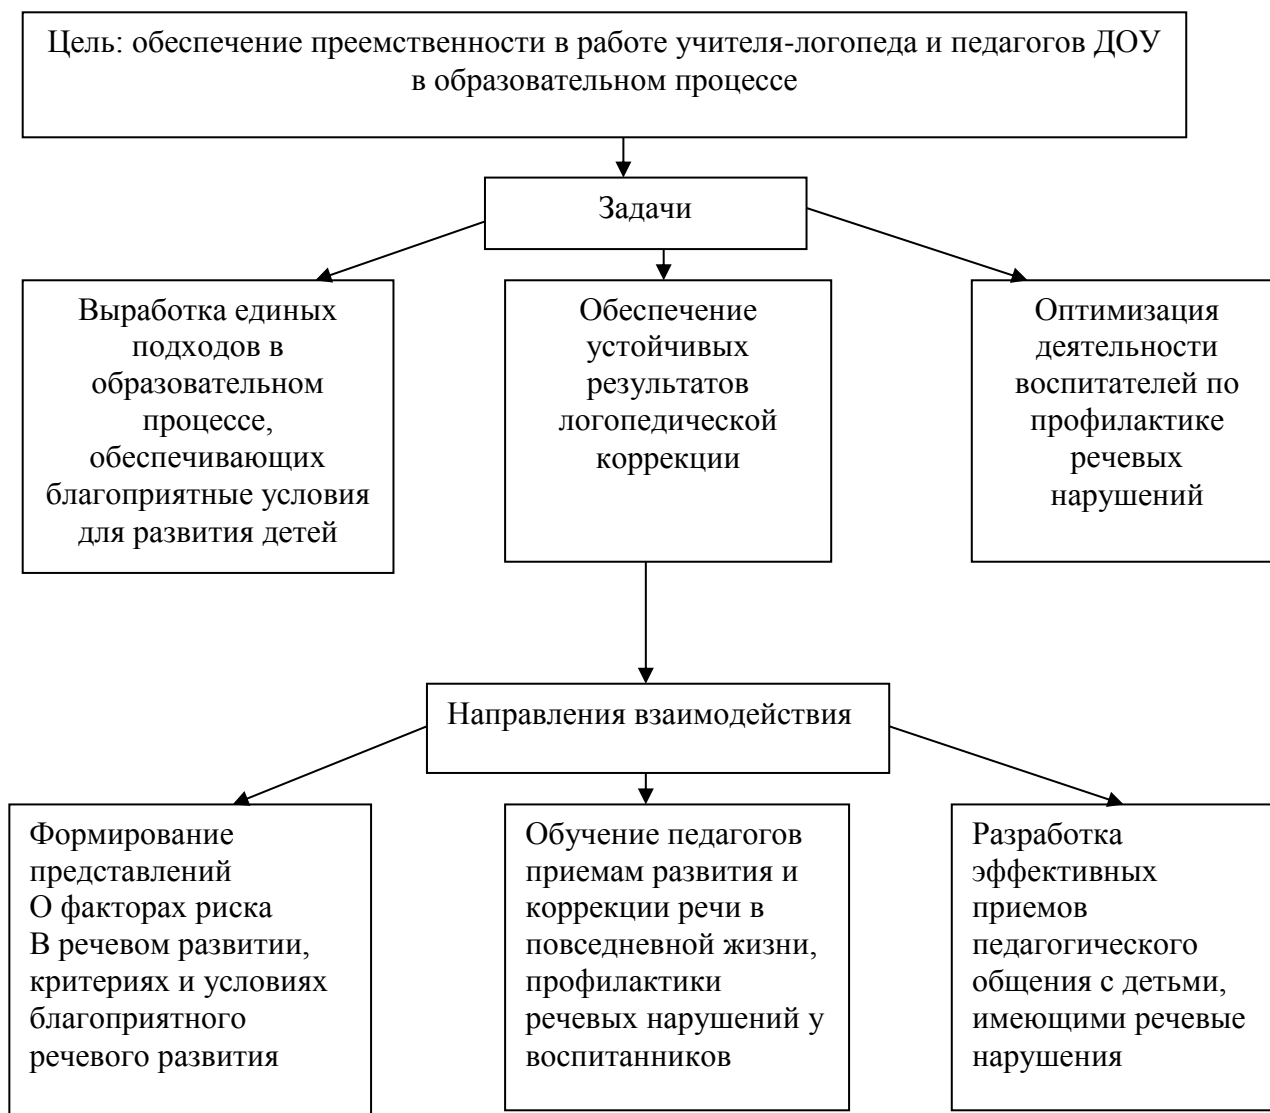 Цель: обеспечение преемственности в работе учителя-логопеда и педагогов ДОУ
в образовательном процессе
Задачи
Выработка единых
подходов в
образовательном
процессе,
обеспечивающих
благоприятные условия
для развития детей
Обеспечение
устойчивых
результатов
логопедической
коррекции
Оптимизация
деятельности
воспитателей по
профилактике
речевых
нарушений
Направления взаимодействия
Формирование
представлений
О факторах риска
В речевом развитии,
критериях и условиях
благоприятного
речевого развития
Обучение педагогов
приемам развития и
коррекции речи в
повседневной жизни,
профилактики
речевых нарушений у
воспитанников
Разработка
эффективных
приемов
педагогического
общения с детьми,
имеющими речевые
нарушения